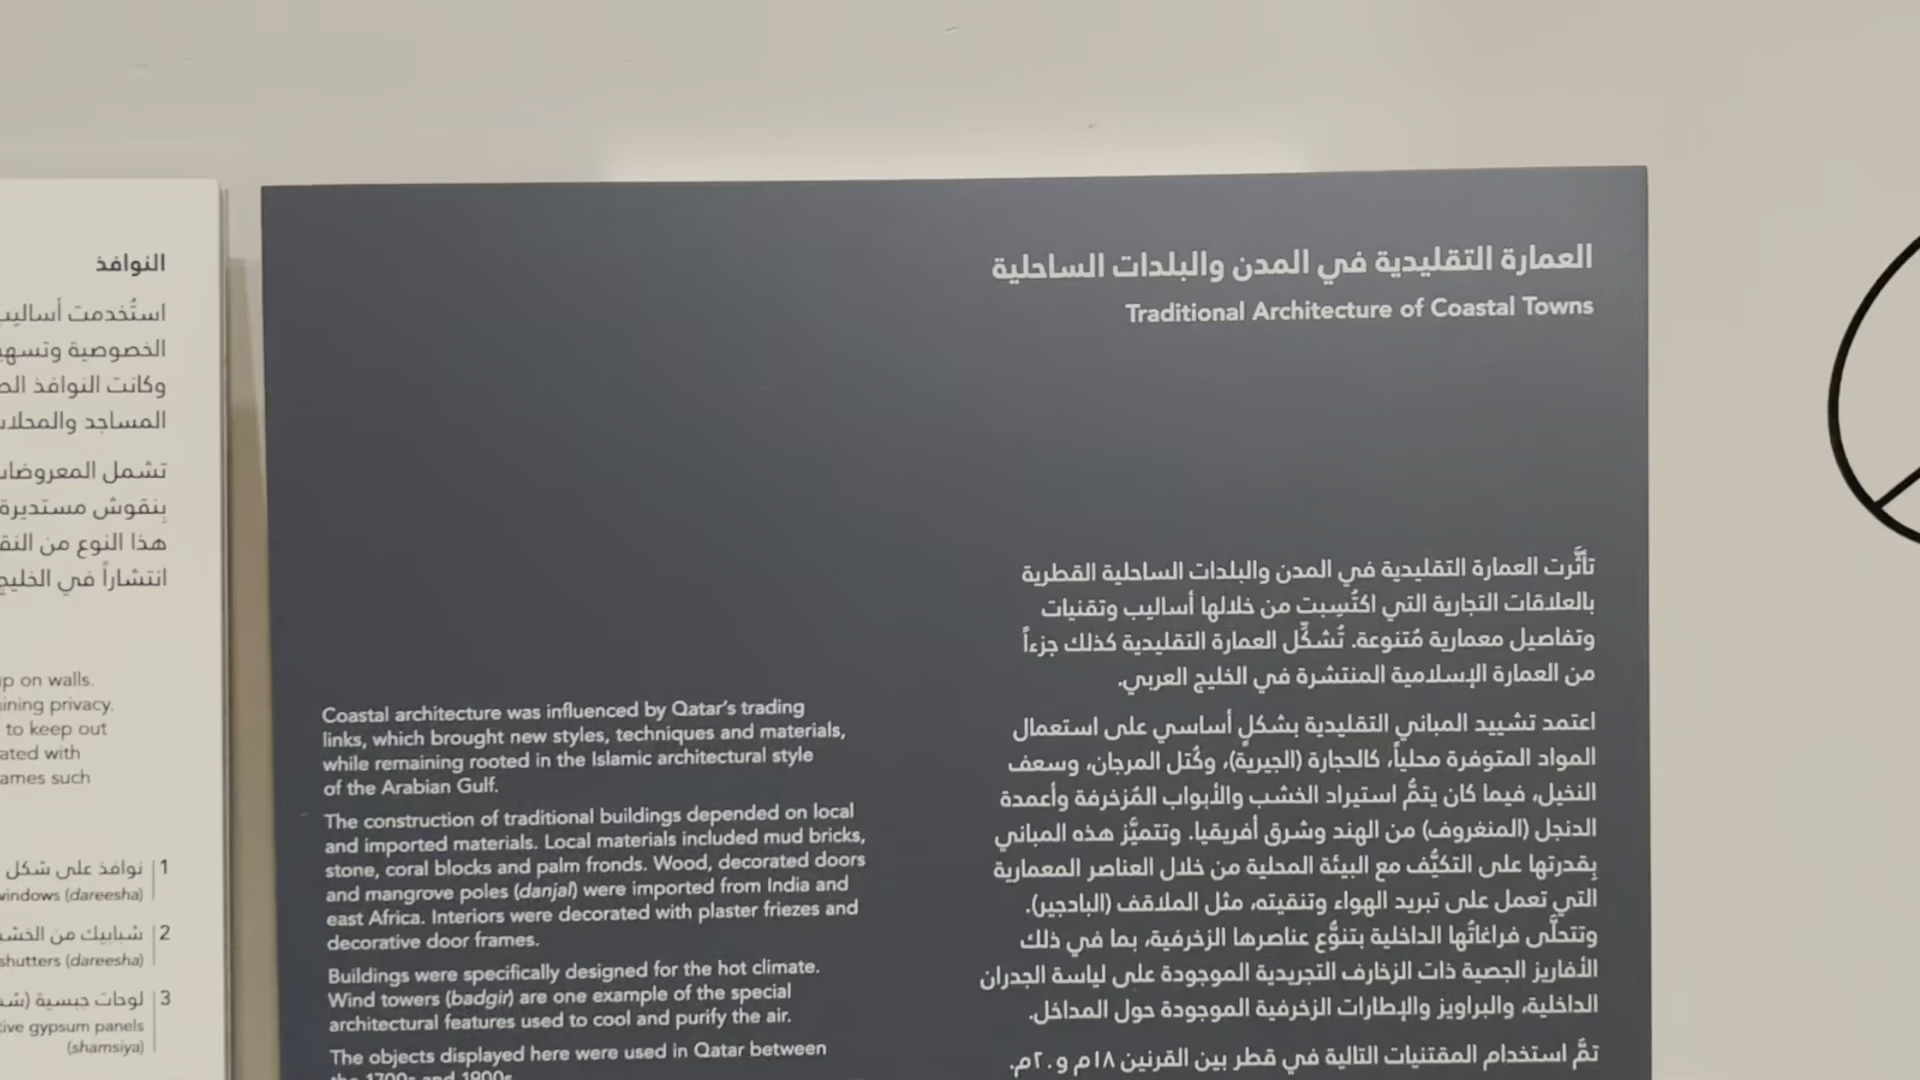 النوافذ
استُخدمت أساليب
الخصوصية وتسهي
وكانت النوافذ
المساجد والمحلات
تشمل المعروضات
بِنقوش مستديرة
هذا النوع من
انتشاراً في الخليج
up on walls.
privacy.
to keep out
with
such
نوافذ على شكل | 1
windows (dareesha)
شبابيك من | 2
shutters (dareesha)
لوحات جبسية | 3
gypsum panels
(shamsiya)
العمارة التقليدية في المدن والبلدات الساحلية
Traditional Architecture of Coastal Towns
تأثَّرت العمارة التقليدية في المدن والبلدات الساحلية القطرية
بالعلاقات التجارية التي اكتُسِبت من خلالها أساليب وتقنيات
وتفاصيل معمارية مُتنوعة. تُشكِّل العمارة التقليدية كذلك جزءاً
من العمارة الإسلامية المنتشرة في الخليج العربي.
اعتمد تشييد المباني التقليدية بشكلٍ أساسي على استعمال
المواد المتوفرة محلياً، كالحجارة (الجيرية)، وكُتل المرجان، وسعف
النخيل، فيما كان يتمُّ استيراد الخشب والأبواب المُزخرفة وأعمدة
الدنجل (المنغروف) من الهند وشرق أفريقيا. وتتميَّز هذه المباني
بِقدرتها على التكيُّف مع البيئة المحلية من خلال العناصر المعمارية
التي تعمل على تبريد الهواء وتنقيته، مثل الملاقف (البادجير).
وتتحلَّى فراغاتُها الداخلية بتنوُّع عناصرها الزخرفية، بما في ذلك
الأفاريز الجصية ذات الزخارف التجريدية الموجودة على لياسة الجدران
الداخلية، والبراويز والإطارات الزخرفية الموجودة حول المداخل.
تمَّ استخدام المقتنيات التالية في قطر بين القرنين ١٨م و٢٠م.
Coastal architecture was influenced by Qatar's trading
links, which brought new styles, techniques and materials,
while remaining rooted in the Islamic architectural style
of the Arabian Gulf.
The construction of traditional buildings depended on local
and imported materials. Local materials included mud bricks,
stone, coral blocks and palm fronds. Wood, decorated doors
and mangrove poles (danjal) were imported from India and
east Africa. Interiors were decorated with plaster friezes and
decorative door frames.
Buildings were specifically designed for the hot climate.
Wind towers (badgir) are one example of the special
architectural features used to cool and purify the air.
The objects displayed here were used in Qatar between
the 1700s and 1900s.